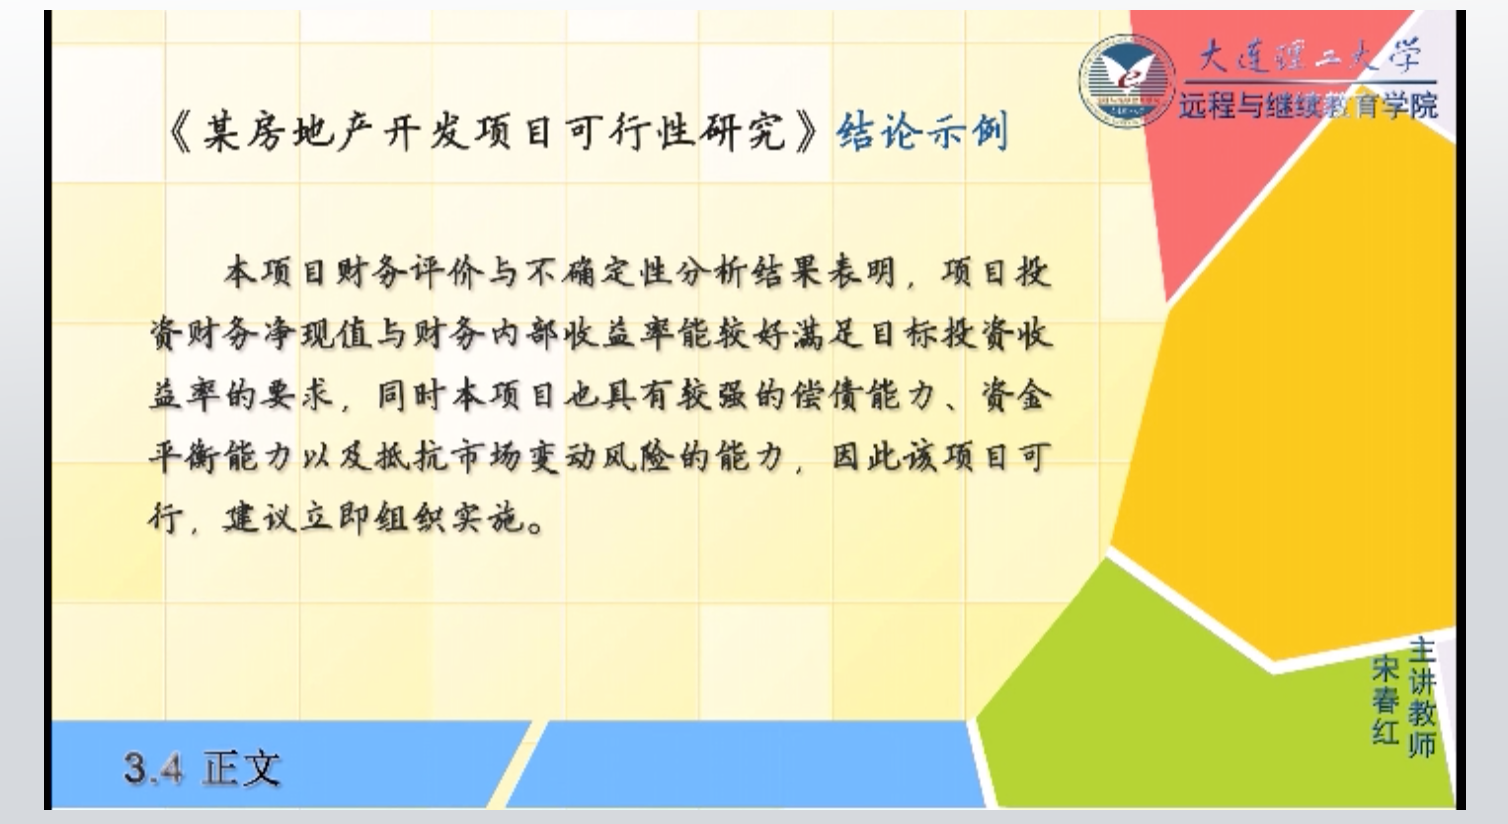 大连理工大学
远程与继续教育学院
《某房地产开发项目可行性研究》结论示例
本项目财务评价与不确定性分析结果表明，项目投
资财务净现值与财务内部收益率能较好满足目标投资收
益率的要求，同时本项目也具有较强的偿债能力、资金
平衡能力以及抵抗市场变动风险的能力，因此该项目可
行，建议立即组织实施。
主讲教师
宋春红
3.4 正文